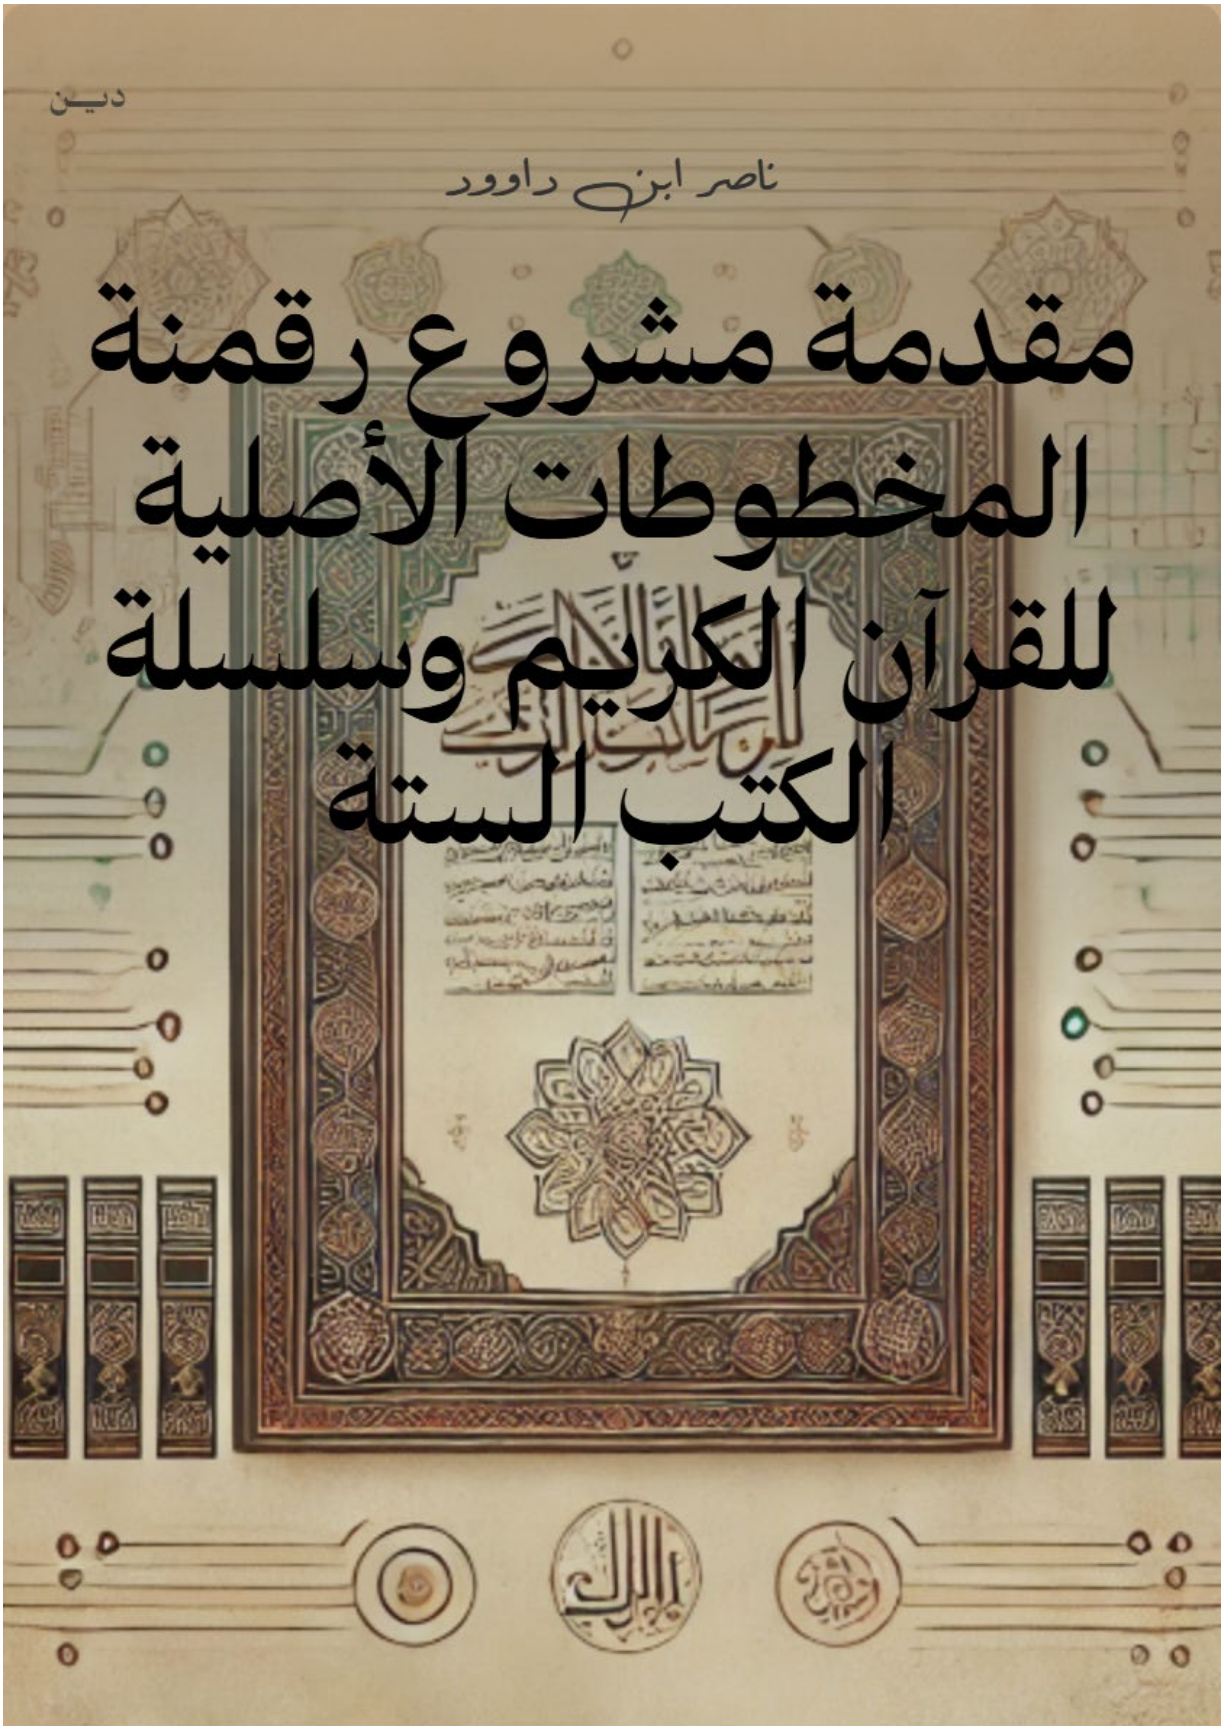 ديـن
ناصر ابن داوود
مقدمة مشروع رقمنة
المخطوطات الأصلية
للقرآن الكريم وسلسلة
الكتب الستة